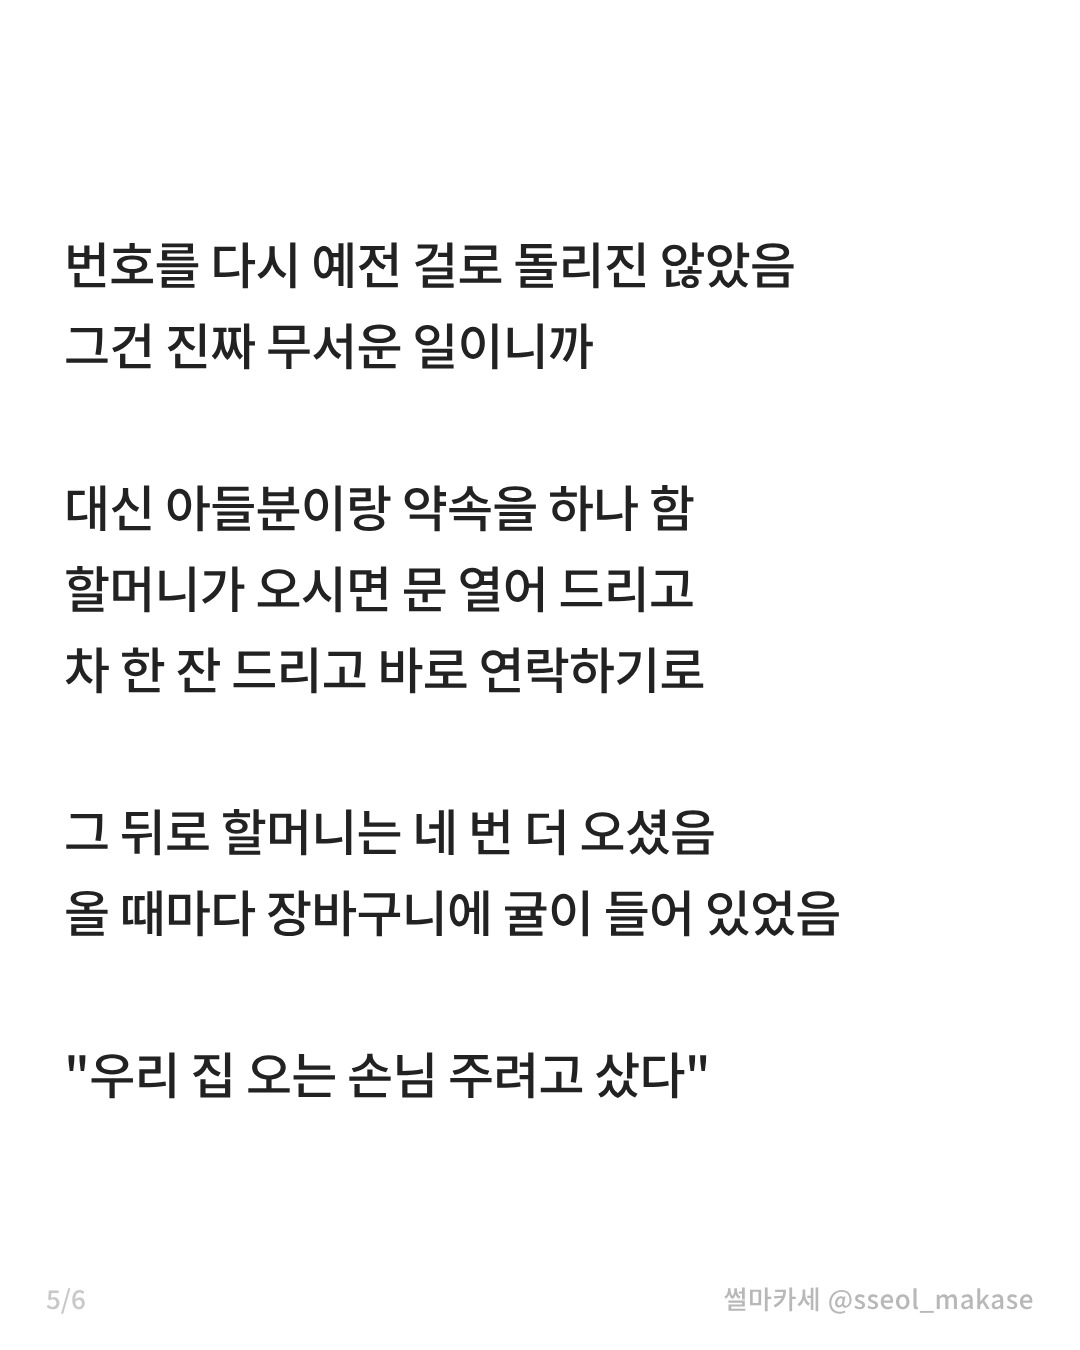 번호를 다시 예전 걸로 돌리진 않았음
그건 진짜 무서운 일이니까
대신 아들분이랑 약속을 하나 함
할머니가 오시면 문 열어 드리고
차 한 잔 드리고 바로 연락하기로
그 뒤로 할머니는 네 번 더 오셨음
올 때마다 장바구니에 귤이 들어 있었음
"우리 집 오는 손님 주려고 샀다"
5/6
썰마카세 @sseol_makase